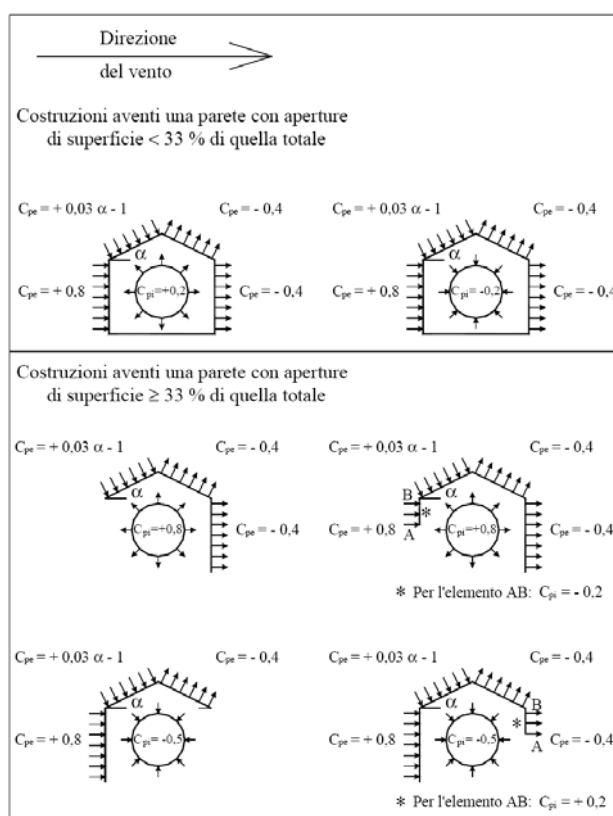 Direzione
del vento
Costruzioni aventi una parete con aperture
di superficie < 33 % di quella totale
Cpe = + 0,03 α - 1
Cpe = - 0,4
Cpe = + 0,03 α - 1
Cpe = - 0,4
α
α
Cpe = + 0,8
Cpi=+0,2
Cpe = - 0,4
Cpe = + 0,8
Cpi= -0,2
Cpe = - 0,4
Costruzioni aventi una parete con aperture
di superficie ≥ 33 % di quella totale
Cpe = + 0,03 α - 1
Cpe = - 0,4
Cpe = + 0,03 α - 1
Cpe = - 0,4
α
B
α
*
Cpi=+0,8
Cpe = - 0,4
Cpe = + 0,8
A
Cpi=+0,8
Cpe = - 0,4
* Per l'elemento AB: Cpi = - 0,2
Cpe = + 0,03 α - 1
Cpe = - 0,4
Cpe = + 0,03 α - 1
Cpe = - 0,4
α
α
B
*
Cpe = + 0,8
Cpi= -0,5
Cpe = + 0,8
Cpi= -0,5
A
Cpe = - 0,4
* Per l'elemento AB: Cpi = + 0,2